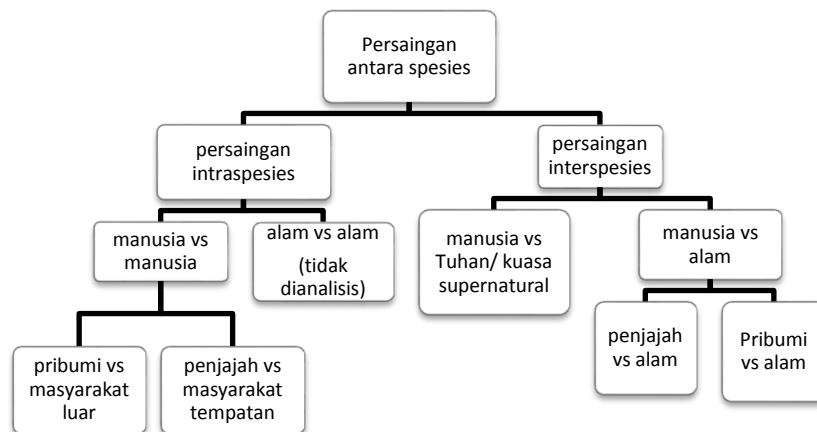 Persaingan
antara spesies
persaingan
intraspesies
persaingan
interspesies
manusia vs
manusia
alam vs alam
(tidak
dianalisis)
manusia vs
Tuhan/ kuasa
supernatural
manusia vs
alam
pribumi vs
masyarakat
luar
penjajah vs
masyarakat
tempatan
penjajah
vs alam
Pribumi
vs alam